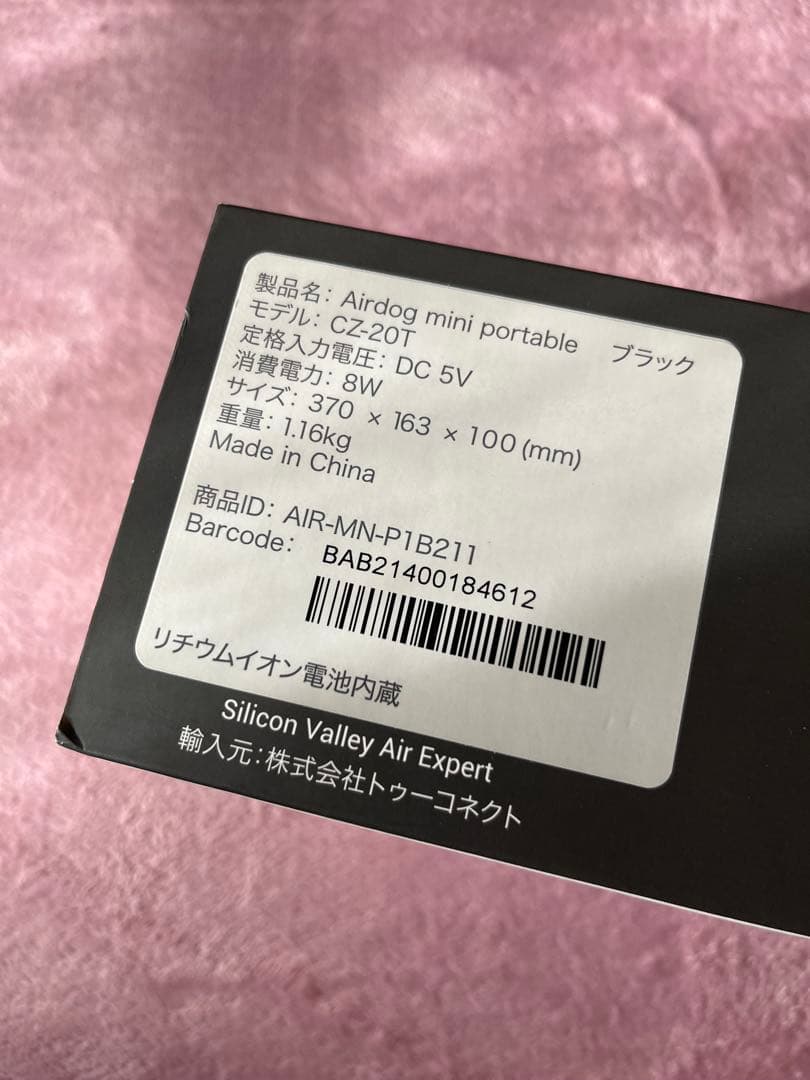 製品名: Airdog mini portable ブラック
モデル: CZ-20T
定格入力電圧: DC 5V
消費電力: 8W
サイズ: 370 × 163 × 100 (mm)
重量: 1.16kg
Made in China
商品ID: AIR-MN-P1B211
Barcode: BAB21400184612
リチウムイオン電池内蔵
Silicon Valley Air Expert
輸入元:株式会社トゥーコネクト